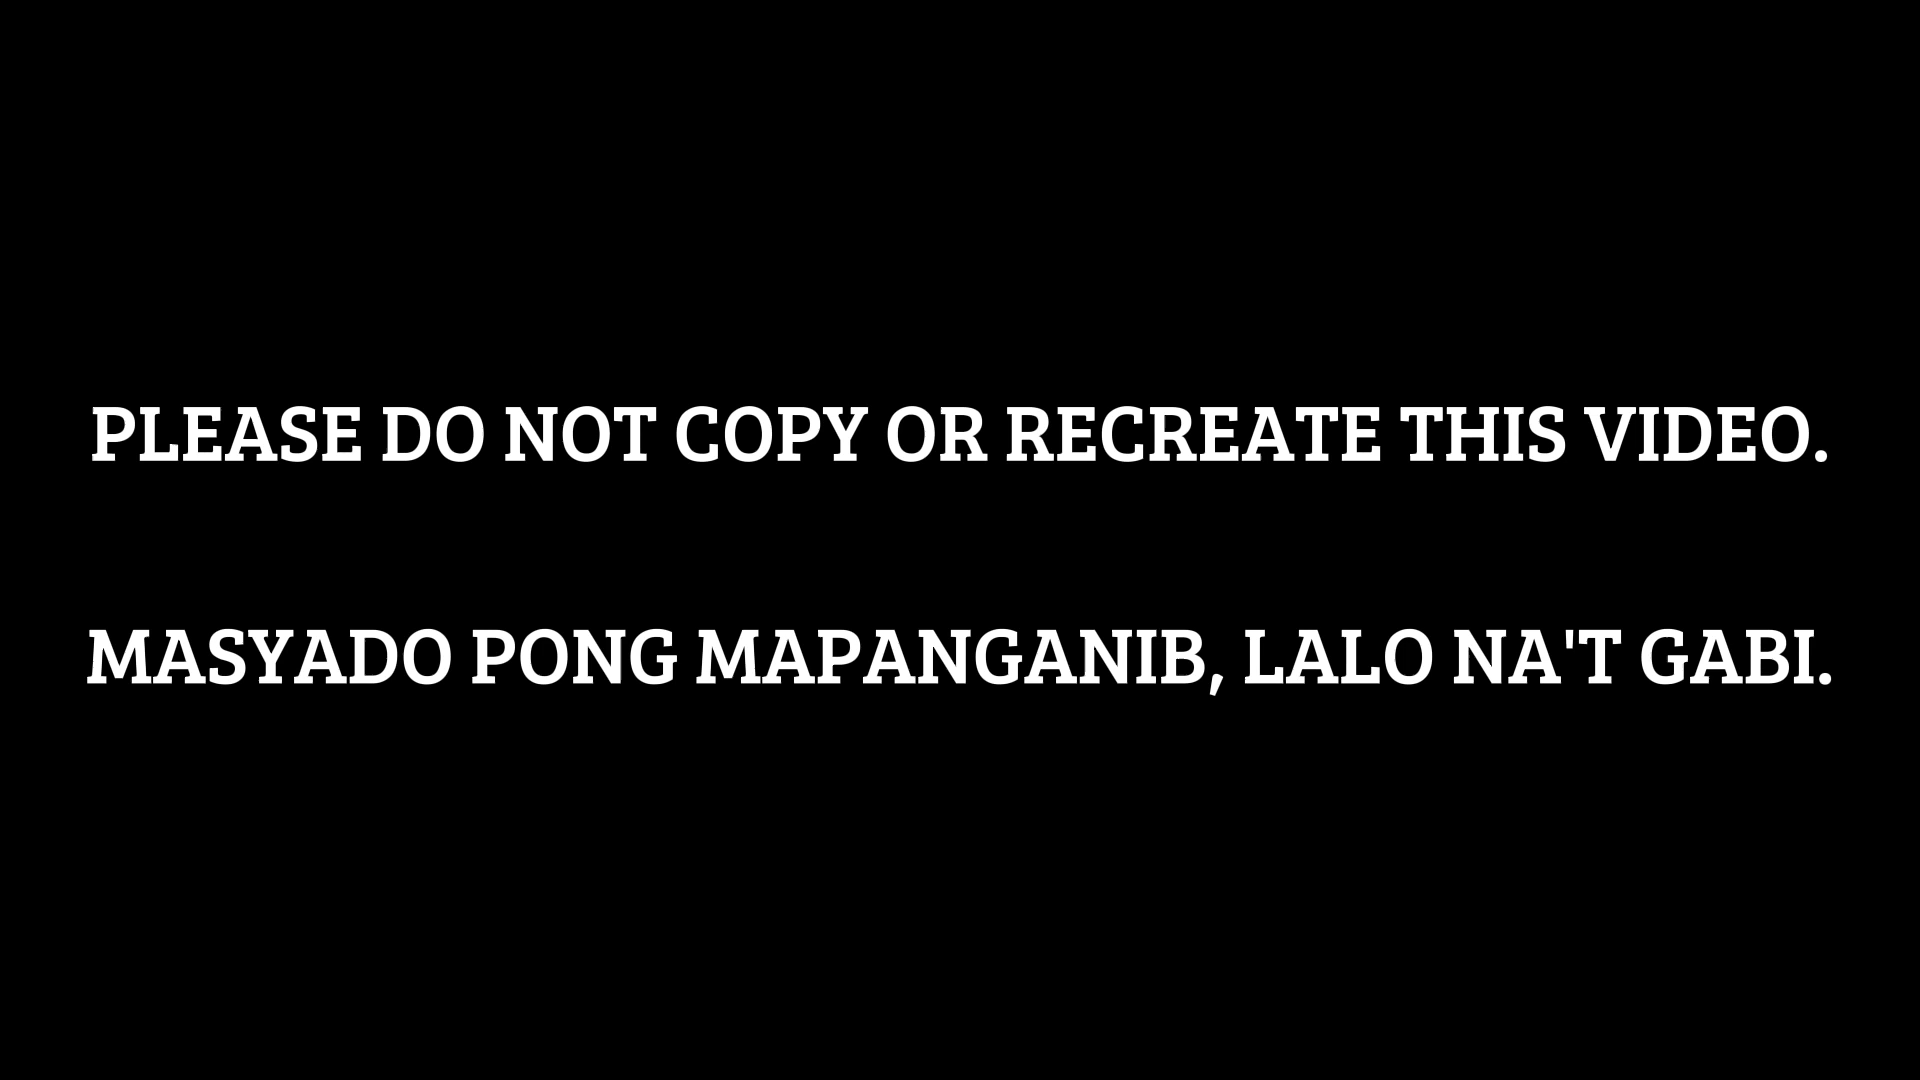 PLEASE DO NOT COPY OR RECREATE THIS VIDEO.
MASYADO PONG MAPANGANIB, LALO NA'T GABI.